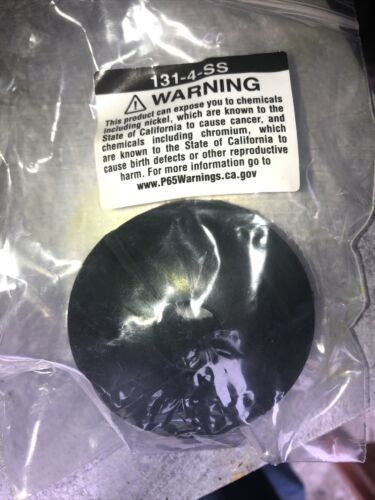 131-4-SS
WARNING
This product can expose you to chemicals
including nickel, which are known to the
State of California to cause cancer, and
chemicals including chromium, which
are known to the State of California to
cause birth defects or other reproductive
harm. For more information go to
www.P65Warnings.ca.gov